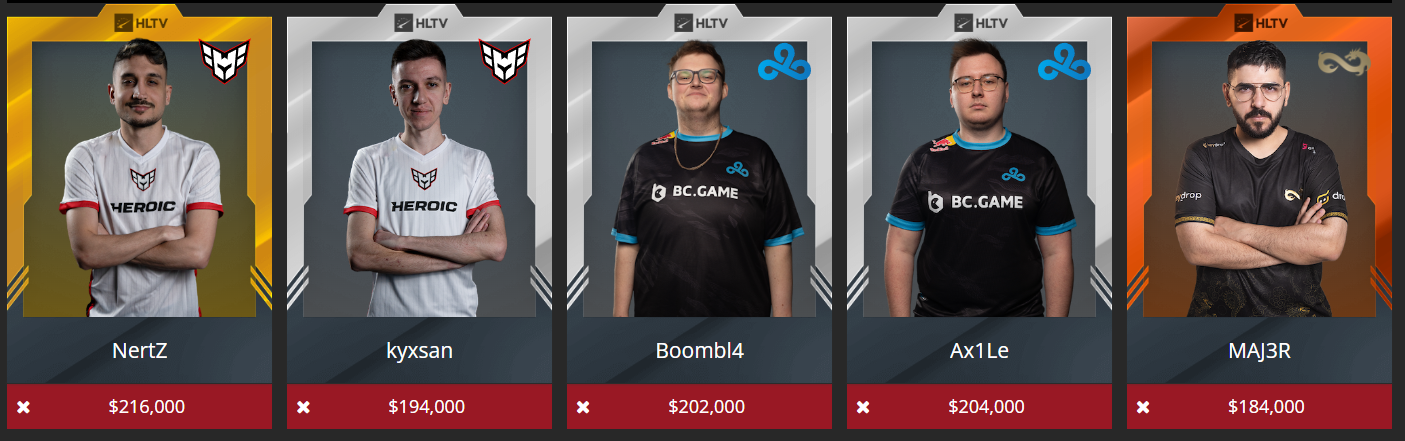 HLTV
HEROIC
NertZ
$216,000
HLTV
HEROIC
kyxsan
$194,000
HLTV
BC.GAME
Boombl4
$202,000
HLTV
BC.GAME
Ax1Le
$204,000
HLTV
MAJ3R
$184,000